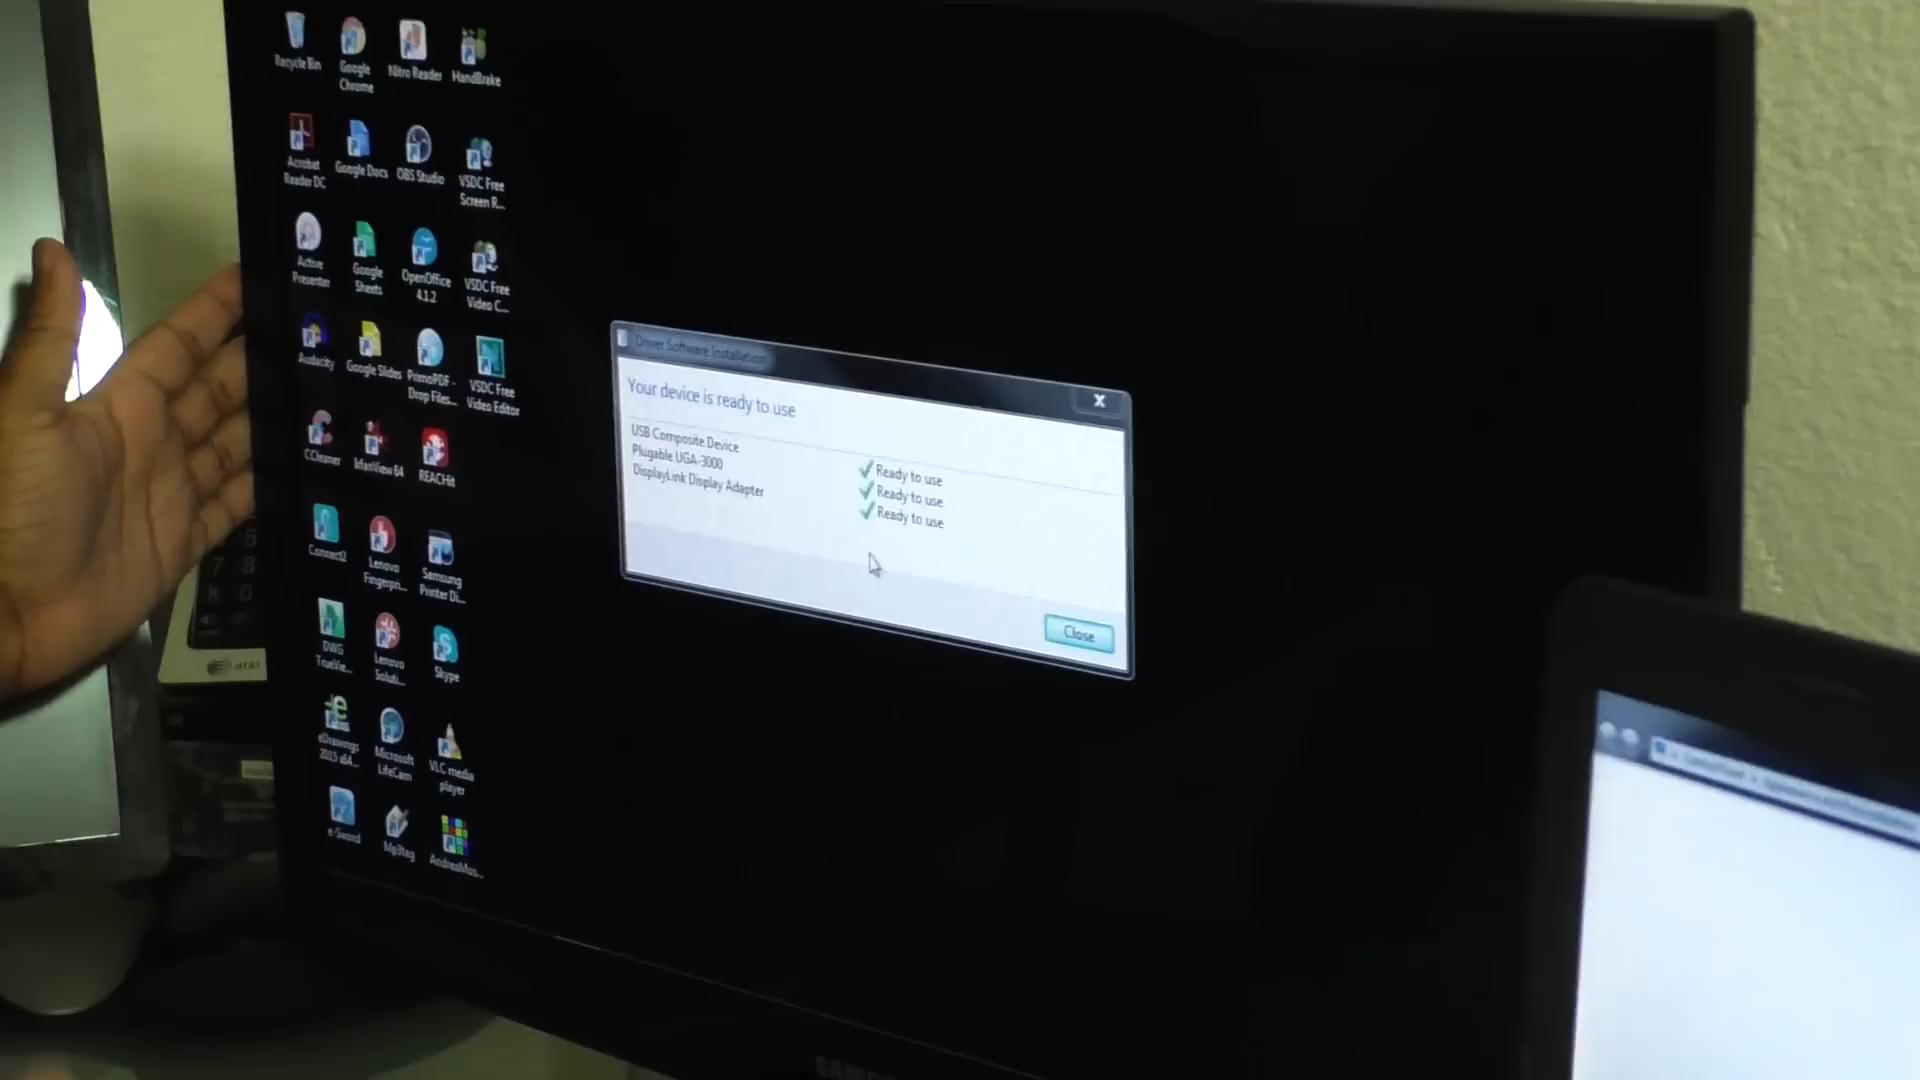 Recycle Bin
Google
Chrome
Nitro Reader
HandBrake
Acrobat
Reader DC
Google Docs
OBS Studio
VSDC Free
Screen R...
Active
Presenter
Google
Sheets
OpenOffice
4.1.2
VSDC Free
Video C...
Audacity
Google Slides
PrimoPDF -
Drop Files...
VSDC Free
Video Editor
CCleaner
IrfanView 64
REACHit
Connect2
Lenovo
Fingerpri...
Samsung
Printer Di...
DWG
TrueVie...
Lenovo
Soluti...
Skype
eDrawings
2015 x64...
Microsoft
LifeCam
VLC media
player
e-Sword
Mp3tag
AndreaMos...
Driver Software Installation
Your device is ready to use
USB Composite Device
Ready to use
Plugable UGA-3000
Ready to use
DisplayLink Display Adapter
Ready to use
Close
at&t